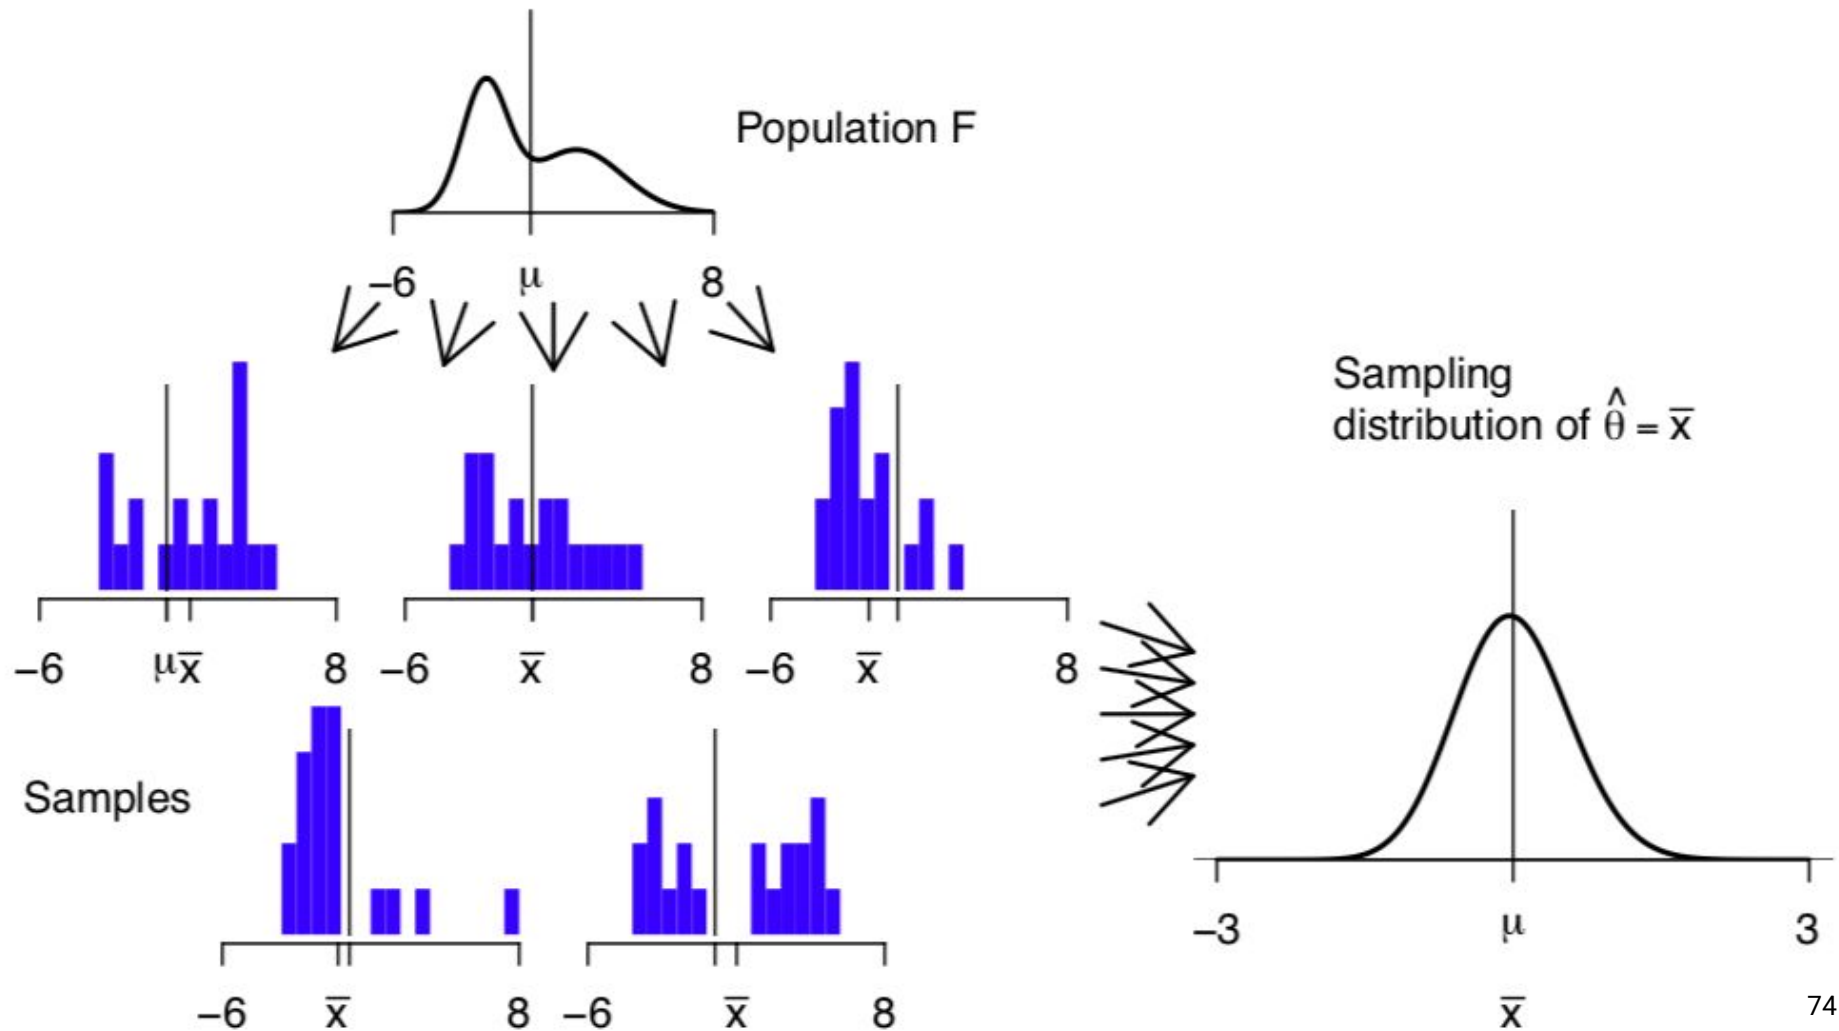 Population F
–6 μ 8
Sampling
distribution of θ̂ = x̄
–6 μ x̄ 8
–6 x̄ 8
–6 x̄ 8
Samples
–6 x̄ 8
–6 x̄ 8
–3 μ 3
x̄
74